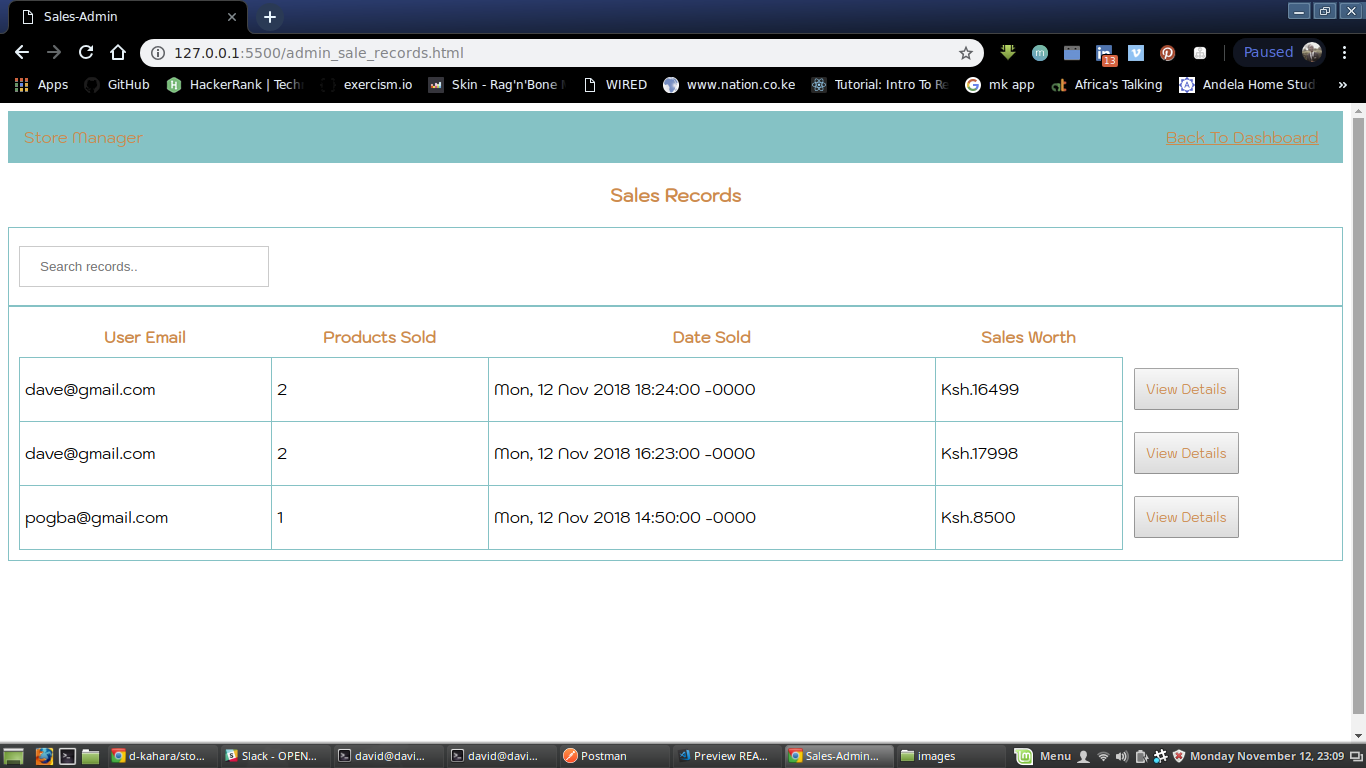 Sales-Admin
127.0.0.1:5500/admin_sale_records.html
13
Paused
Apps GitHub HackerRank | Tech exercism.io Skin - Rag'n'Bone WIRED www.nation.co.ke Tutorial: Intro To Re mk app Africa's Talking Andela Home Stud »
Store Manager Back To Dashboard
Sales Records
Search records..
User Email Products Sold Date Sold Sales Worth
dave@gmail.com 2 Mon, 12 Nov 2018 18:24:00 -0000 Ksh.16499 View Details
dave@gmail.com 2 Mon, 12 Nov 2018 16:23:00 -0000 Ksh.17998 View Details
pogba@gmail.com 1 Mon, 12 Nov 2018 14:50:00 -0000 Ksh.8500 View Details
d-kahara/sto... Slack - OPEN... david@davi... david@davi... Postman Preview REA... Sales-Admin... images Menu Monday November 12, 23:09